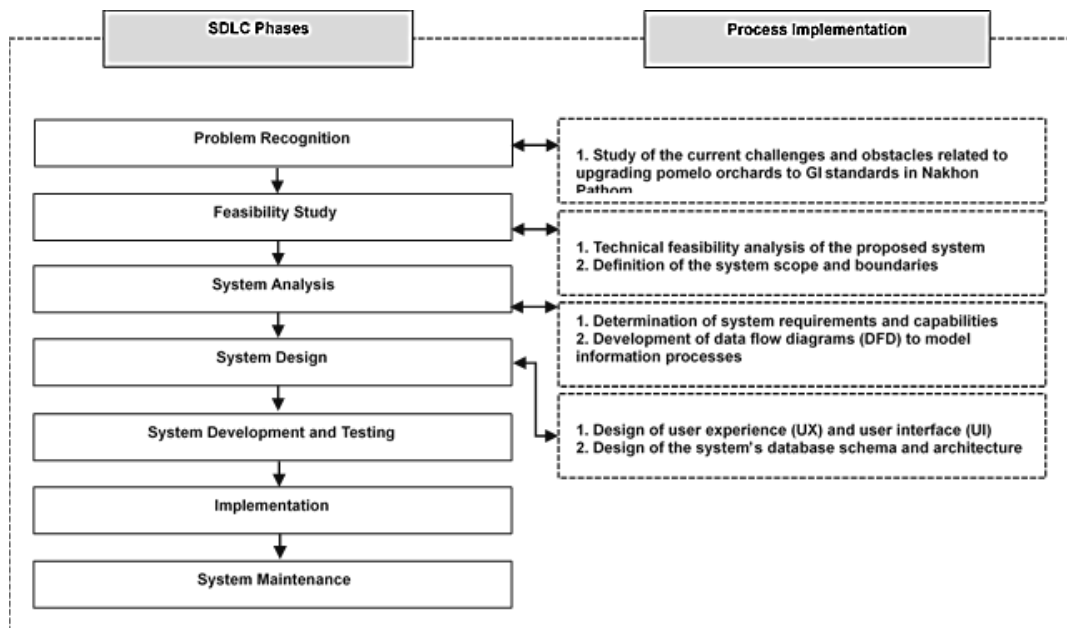 SDLC Phases
Process Implementation
Problem Recognition
1. Study of the current challenges and obstacles related to
upgrading pomelo orchards to GI standards in Nakhon
Pathom
Feasibility Study
1. Technical feasibility analysis of the proposed system
2. Definition of the system scope and boundaries
System Analysis
1. Determination of system requirements and capabilities
2. Development of data flow diagrams (DFD) to model
information processes
System Design
1. Design of user experience (UX) and user interface (UI)
2. Design of the system's database schema and architecture
System Development and Testing
Implementation
System Maintenance